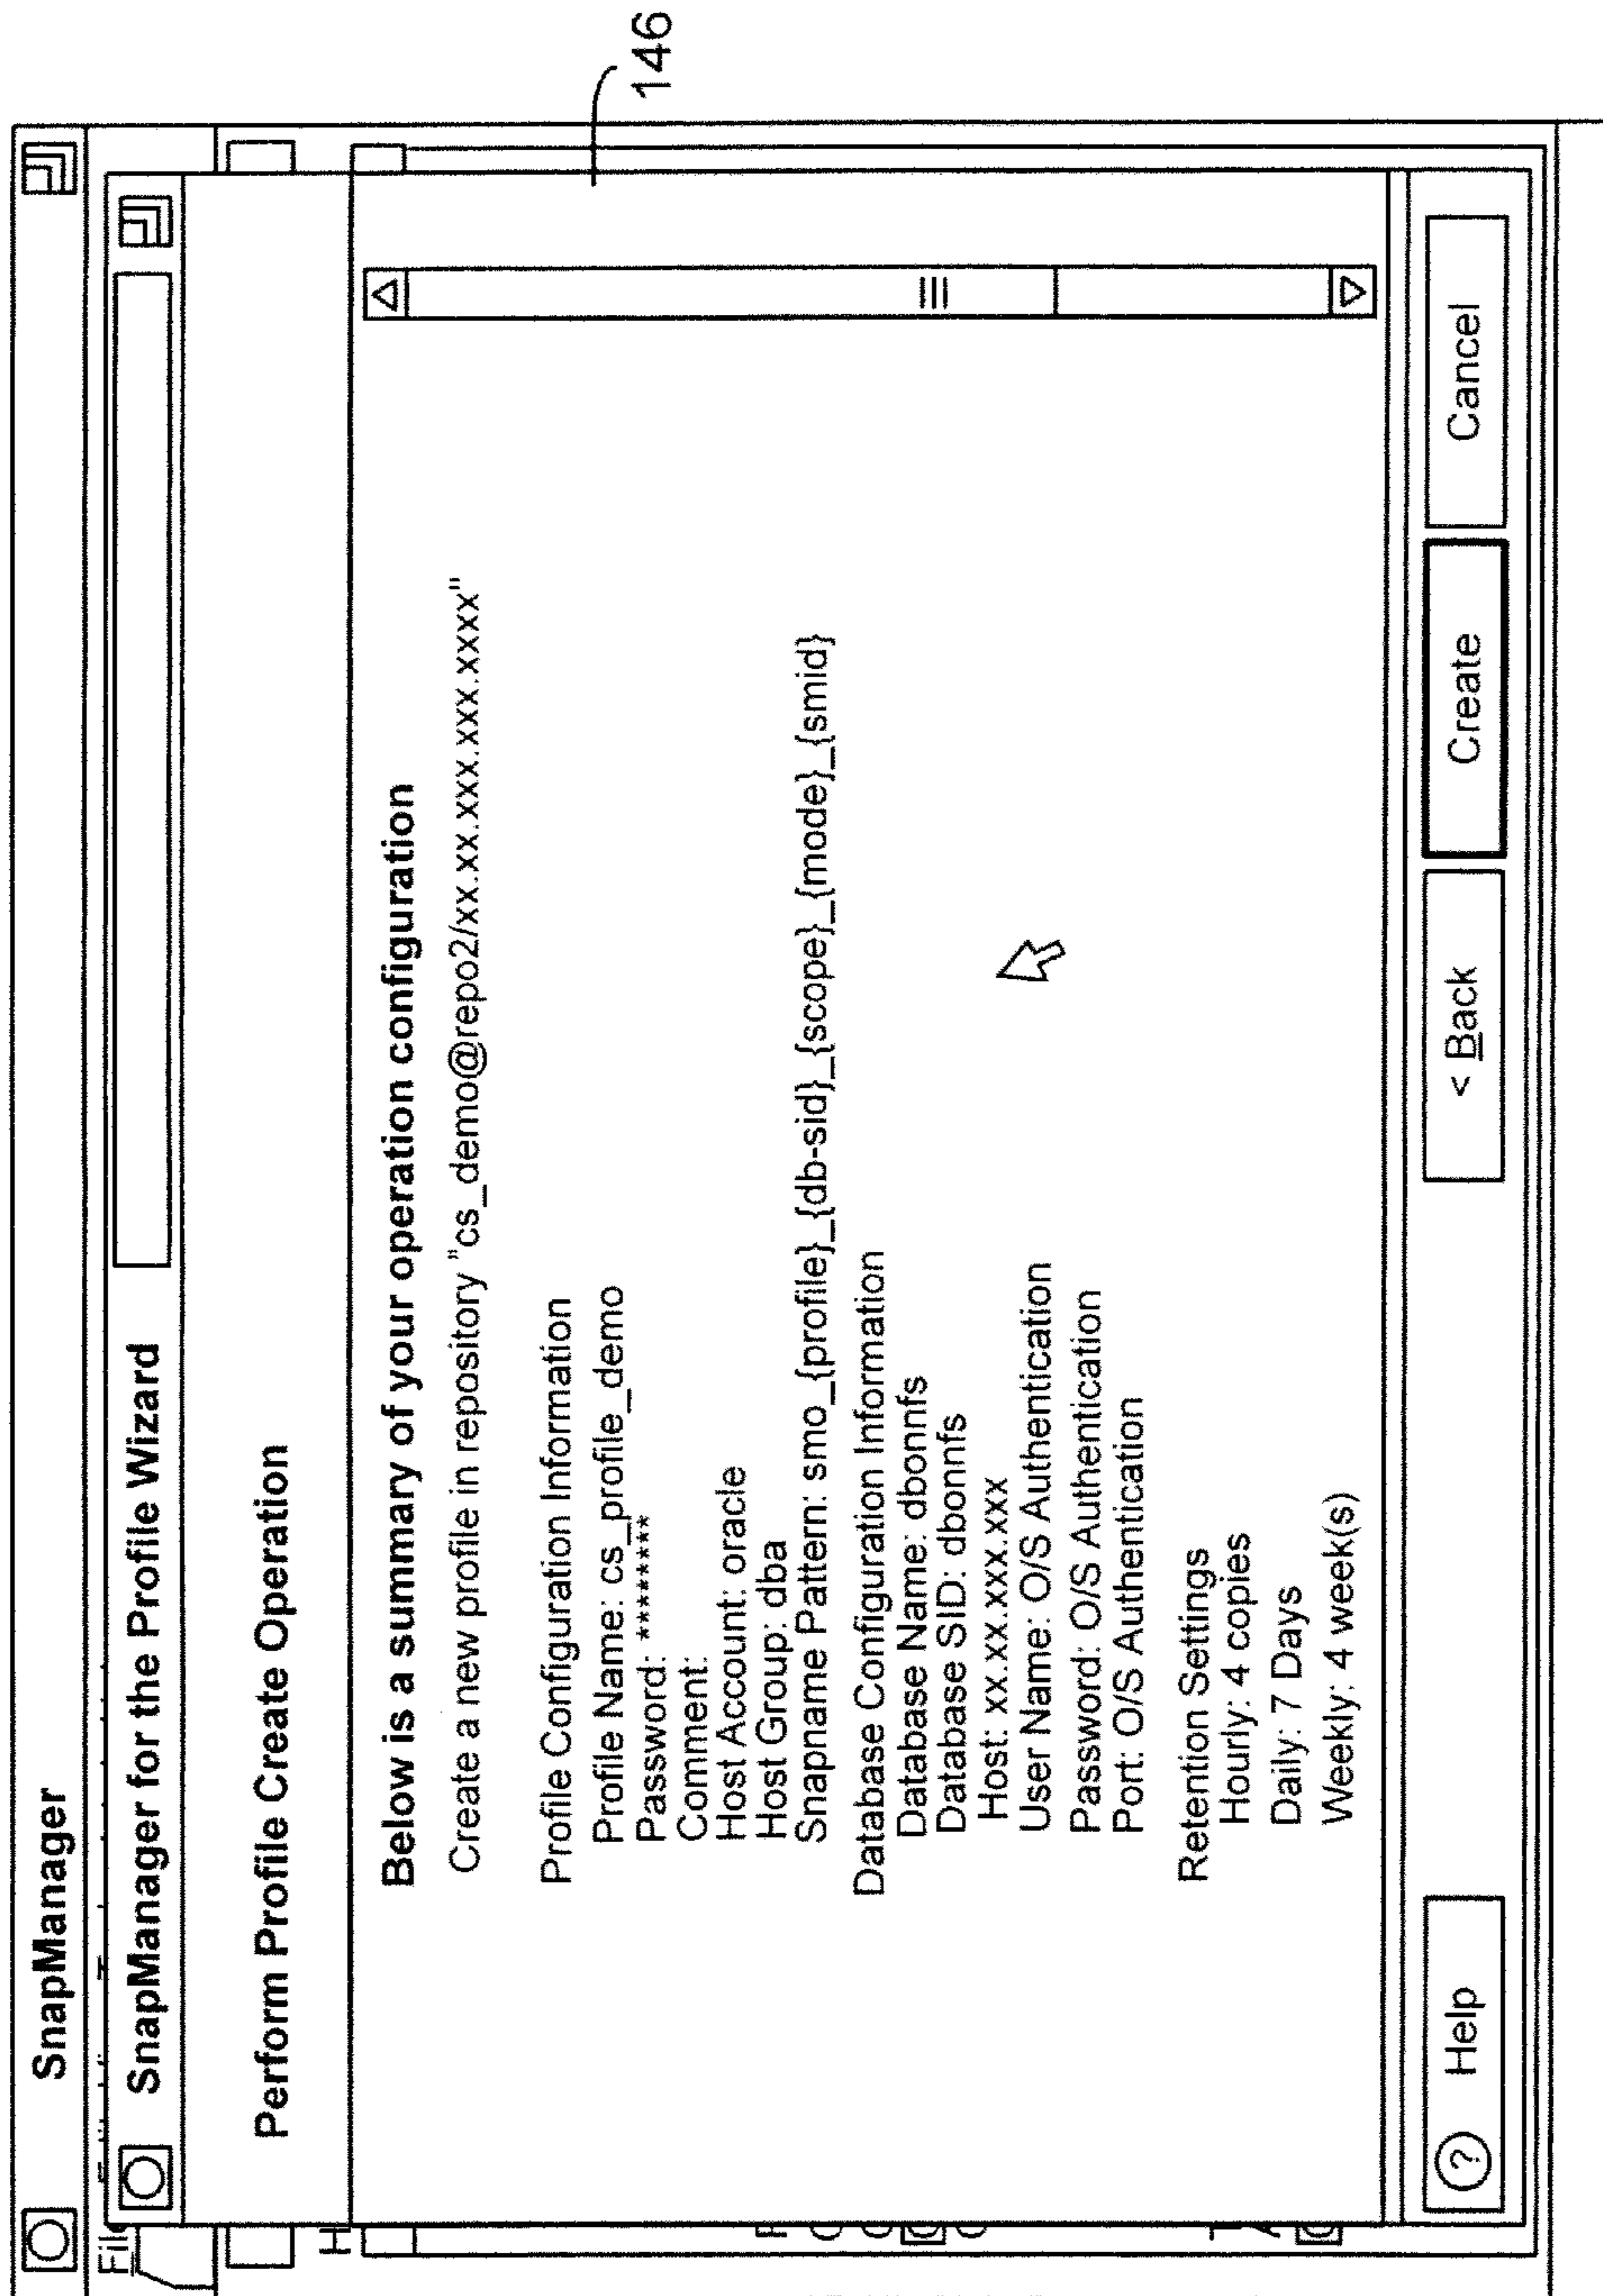 SnapManager
File
SnapManager for the Profile Wizard
Perform Profile Create Operation
146
Below is a summary of your operation configuration
Create a new profile in repository "cs_demo@repo2/xx.xx.xxx.xxx.xxxx"
Profile Configuration Information
Profile Name: cs_profile_demo
Password: ********
Comment:
Host Account: oracle
Host Group: dba
Snapname Pattern: smo_{profile}_{db-sid}_{scope}_{mode}_{smid}
Database Configuration Information
Database Name: dbonnfs
Database SID: dbonnfs
Host: xx.xx.xxx.xxx
User Name: O/S Authentication
Password: O/S Authentication
Port: O/S Authentication
Retention Settings
Hourly: 4 copies
Daily: 7 Days
Weekly: 4 week(s)
? Help
< Back
Create
Cancel